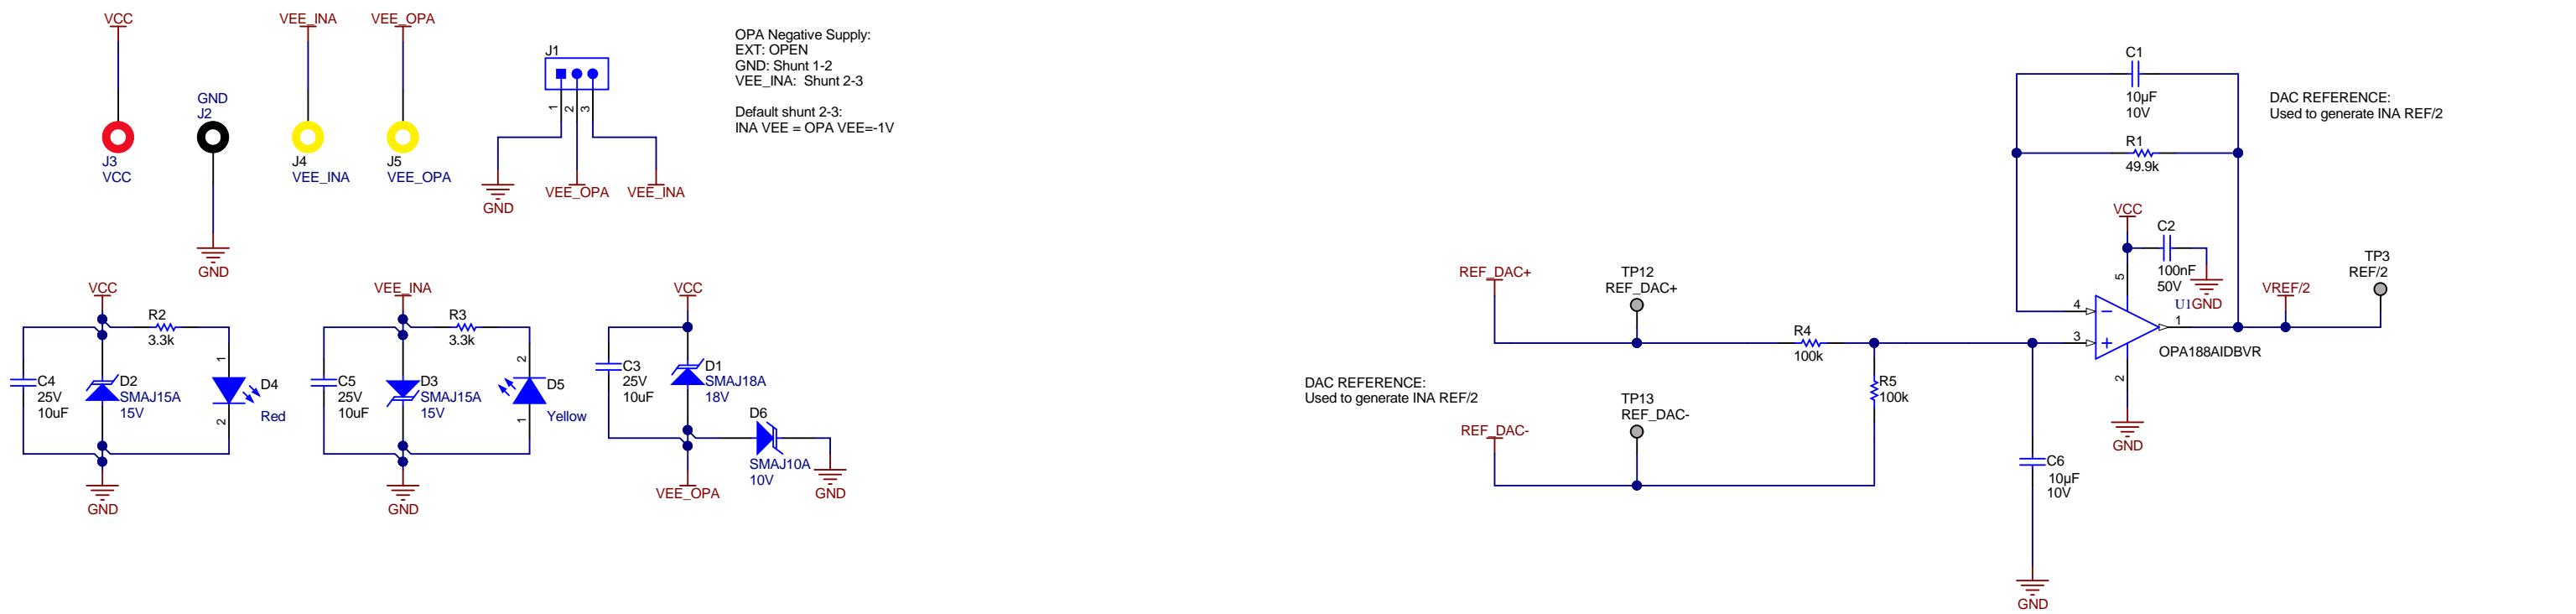 VCC
J3
VCC
GND
J2
GND
VEE_INA
J4
VEE_INA
VEE_OPA
J5
VEE_OPA
J1
1
2
3
GND
VEE_OPA
VEE_INA
OPA Negative Supply:
EXT: OPEN
GND: Shunt 1-2
VEE_INA: Shunt 2-3
Default shunt 2-3:
INA VEE = OPA VEE=-1V
VCC
R2
3.3k
C4
25V
10uF
D2
SMAJ15A
15V
1
D4
Red
2
GND
VEE_INA
R3
3.3k
C5
25V
10uF
D3
SMAJ15A
15V
2
D5
Yellow
1
GND
VCC
C3
25V
10uF
D1
SMAJ18A
18V
D6
SMAJ10A
10V
GND
VEE_OPA
REF_DAC+
TP12
REF_DAC+
R4
100k
DAC REFERENCE:
Used to generate INA REF/2
TP13
REF_DAC-
REF_DAC-
R5
100k
C1
10µF
10V
R1
49.9k
DAC REFERENCE:
Used to generate INA REF/2
VCC
C2
100nF
50V
GND
5
U1
4
3
1
2
OPA188AIDBVR
GND
VREF/2
TP3
REF/2
C6
10µF
10V
GND